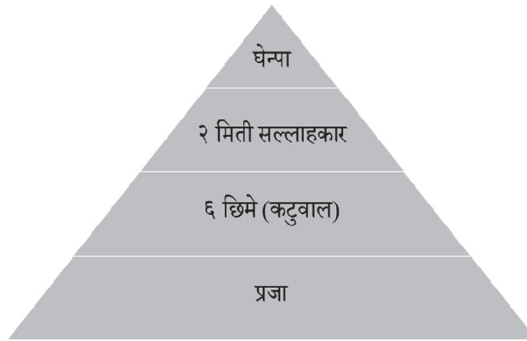 घेन्पा
२ मिती सल्लाहकार
६ छिमे (कटुवाल)
प्रजा